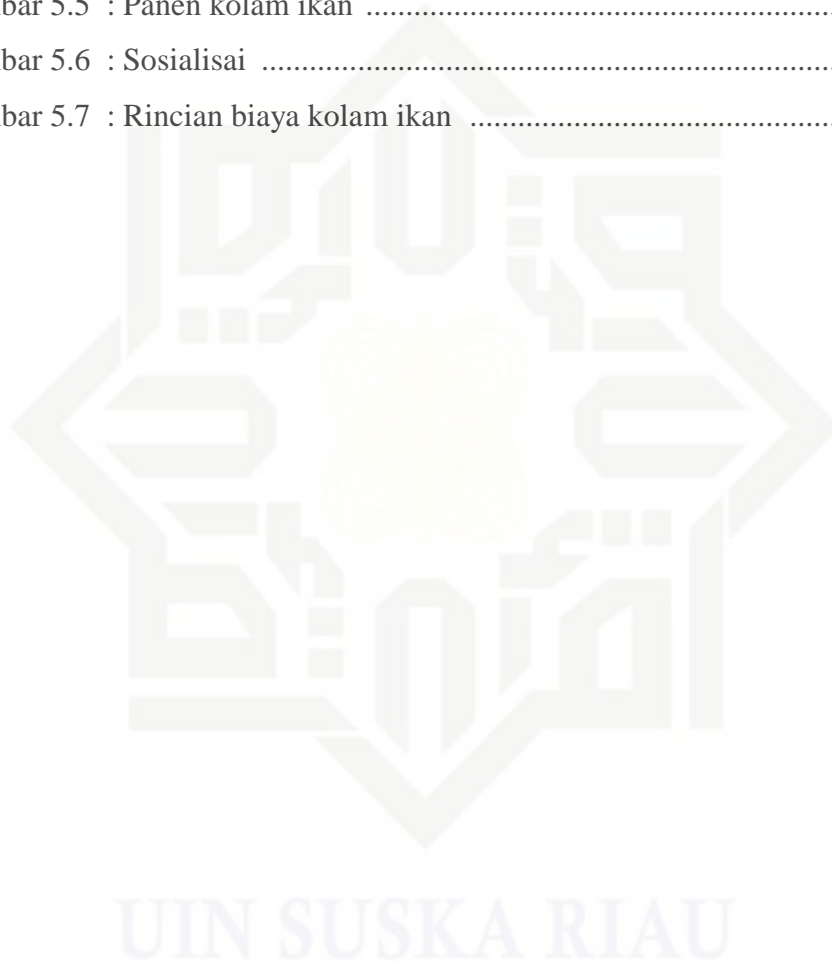 bar 5.5 : Panen kolam ikan ........................................................................
bar 5.6 : Sosialisai .........................................................................................
bar 5.7 : Rincian biaya kolam ikan .........................................................
UIN SUSKA RIAU